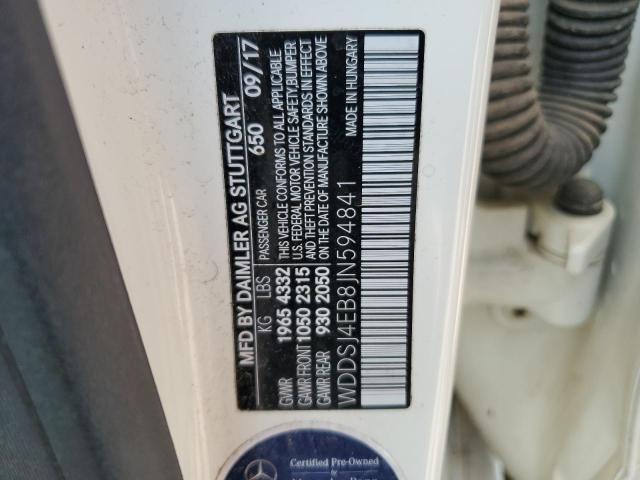 MFD BY DAIMLER AG STUTTGART
PASSENGER CAR 650 09/17
KG LBS
GVWR 1965 4332
GAWR FRONT 1050 2315
GAWR REAR 930 2050
THIS VEHICLE CONFORMS TO ALL APPLICABLE
U.S. FEDERAL MOTOR VEHICLE SAFETY, BUMPER
AND THEFT PREVENTION STANDARDS IN EFFECT
ON THE DATE OF MANUFACTURE SHOWN ABOVE
MADE IN HUNGARY
WDDSJ4EB8JN594841
Certified Pre-Owned